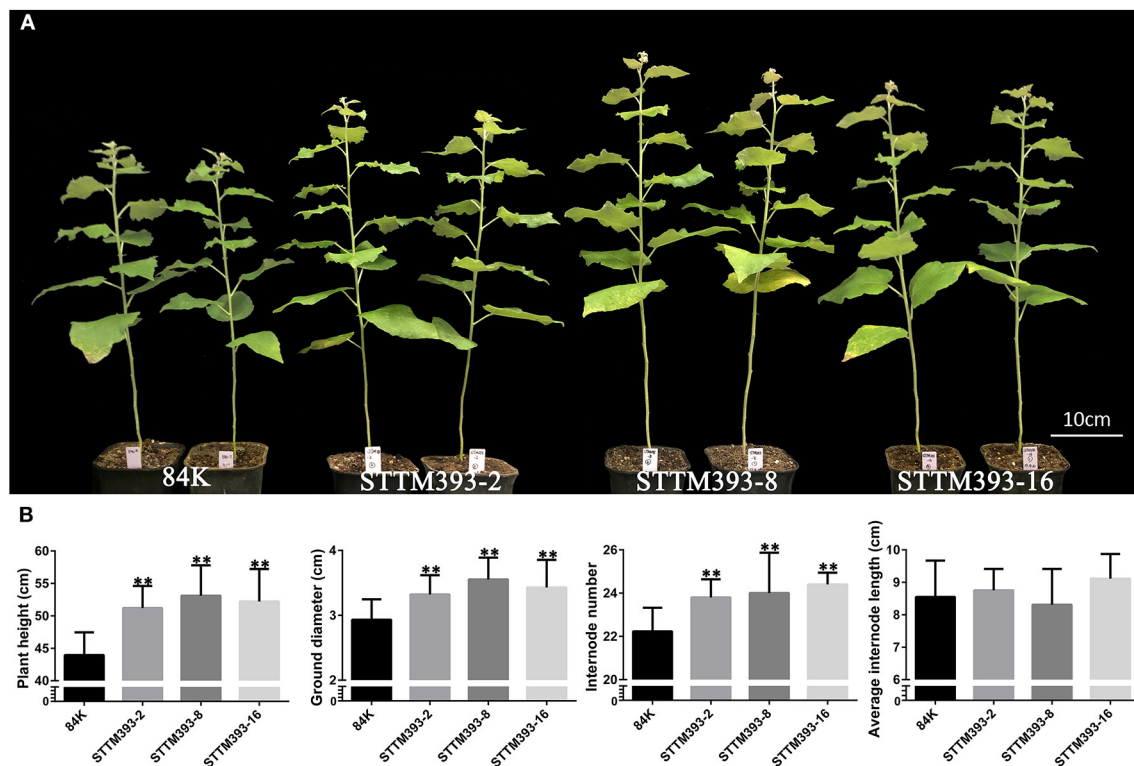 A
10cm
84K
STTM393-2
STTM393-8
STTM393-16
B
Plant height (cm)
60
55
50
45
40
0
**
**
**
84K
STTM393-2
STTM393-8
STTM393-16
Ground diameter (cm)
4
3
2
0
**
**
**
84K
STTM393-2
STTM393-8
STTM393-16
Internode number
26
24
22
20
0
**
**
**
84K
STTM393-2
STTM393-8
STTM393-16
Average internode length (cm)
10
9
8
7
6
0
84K
STTM393-2
STTM393-8
STTM393-16